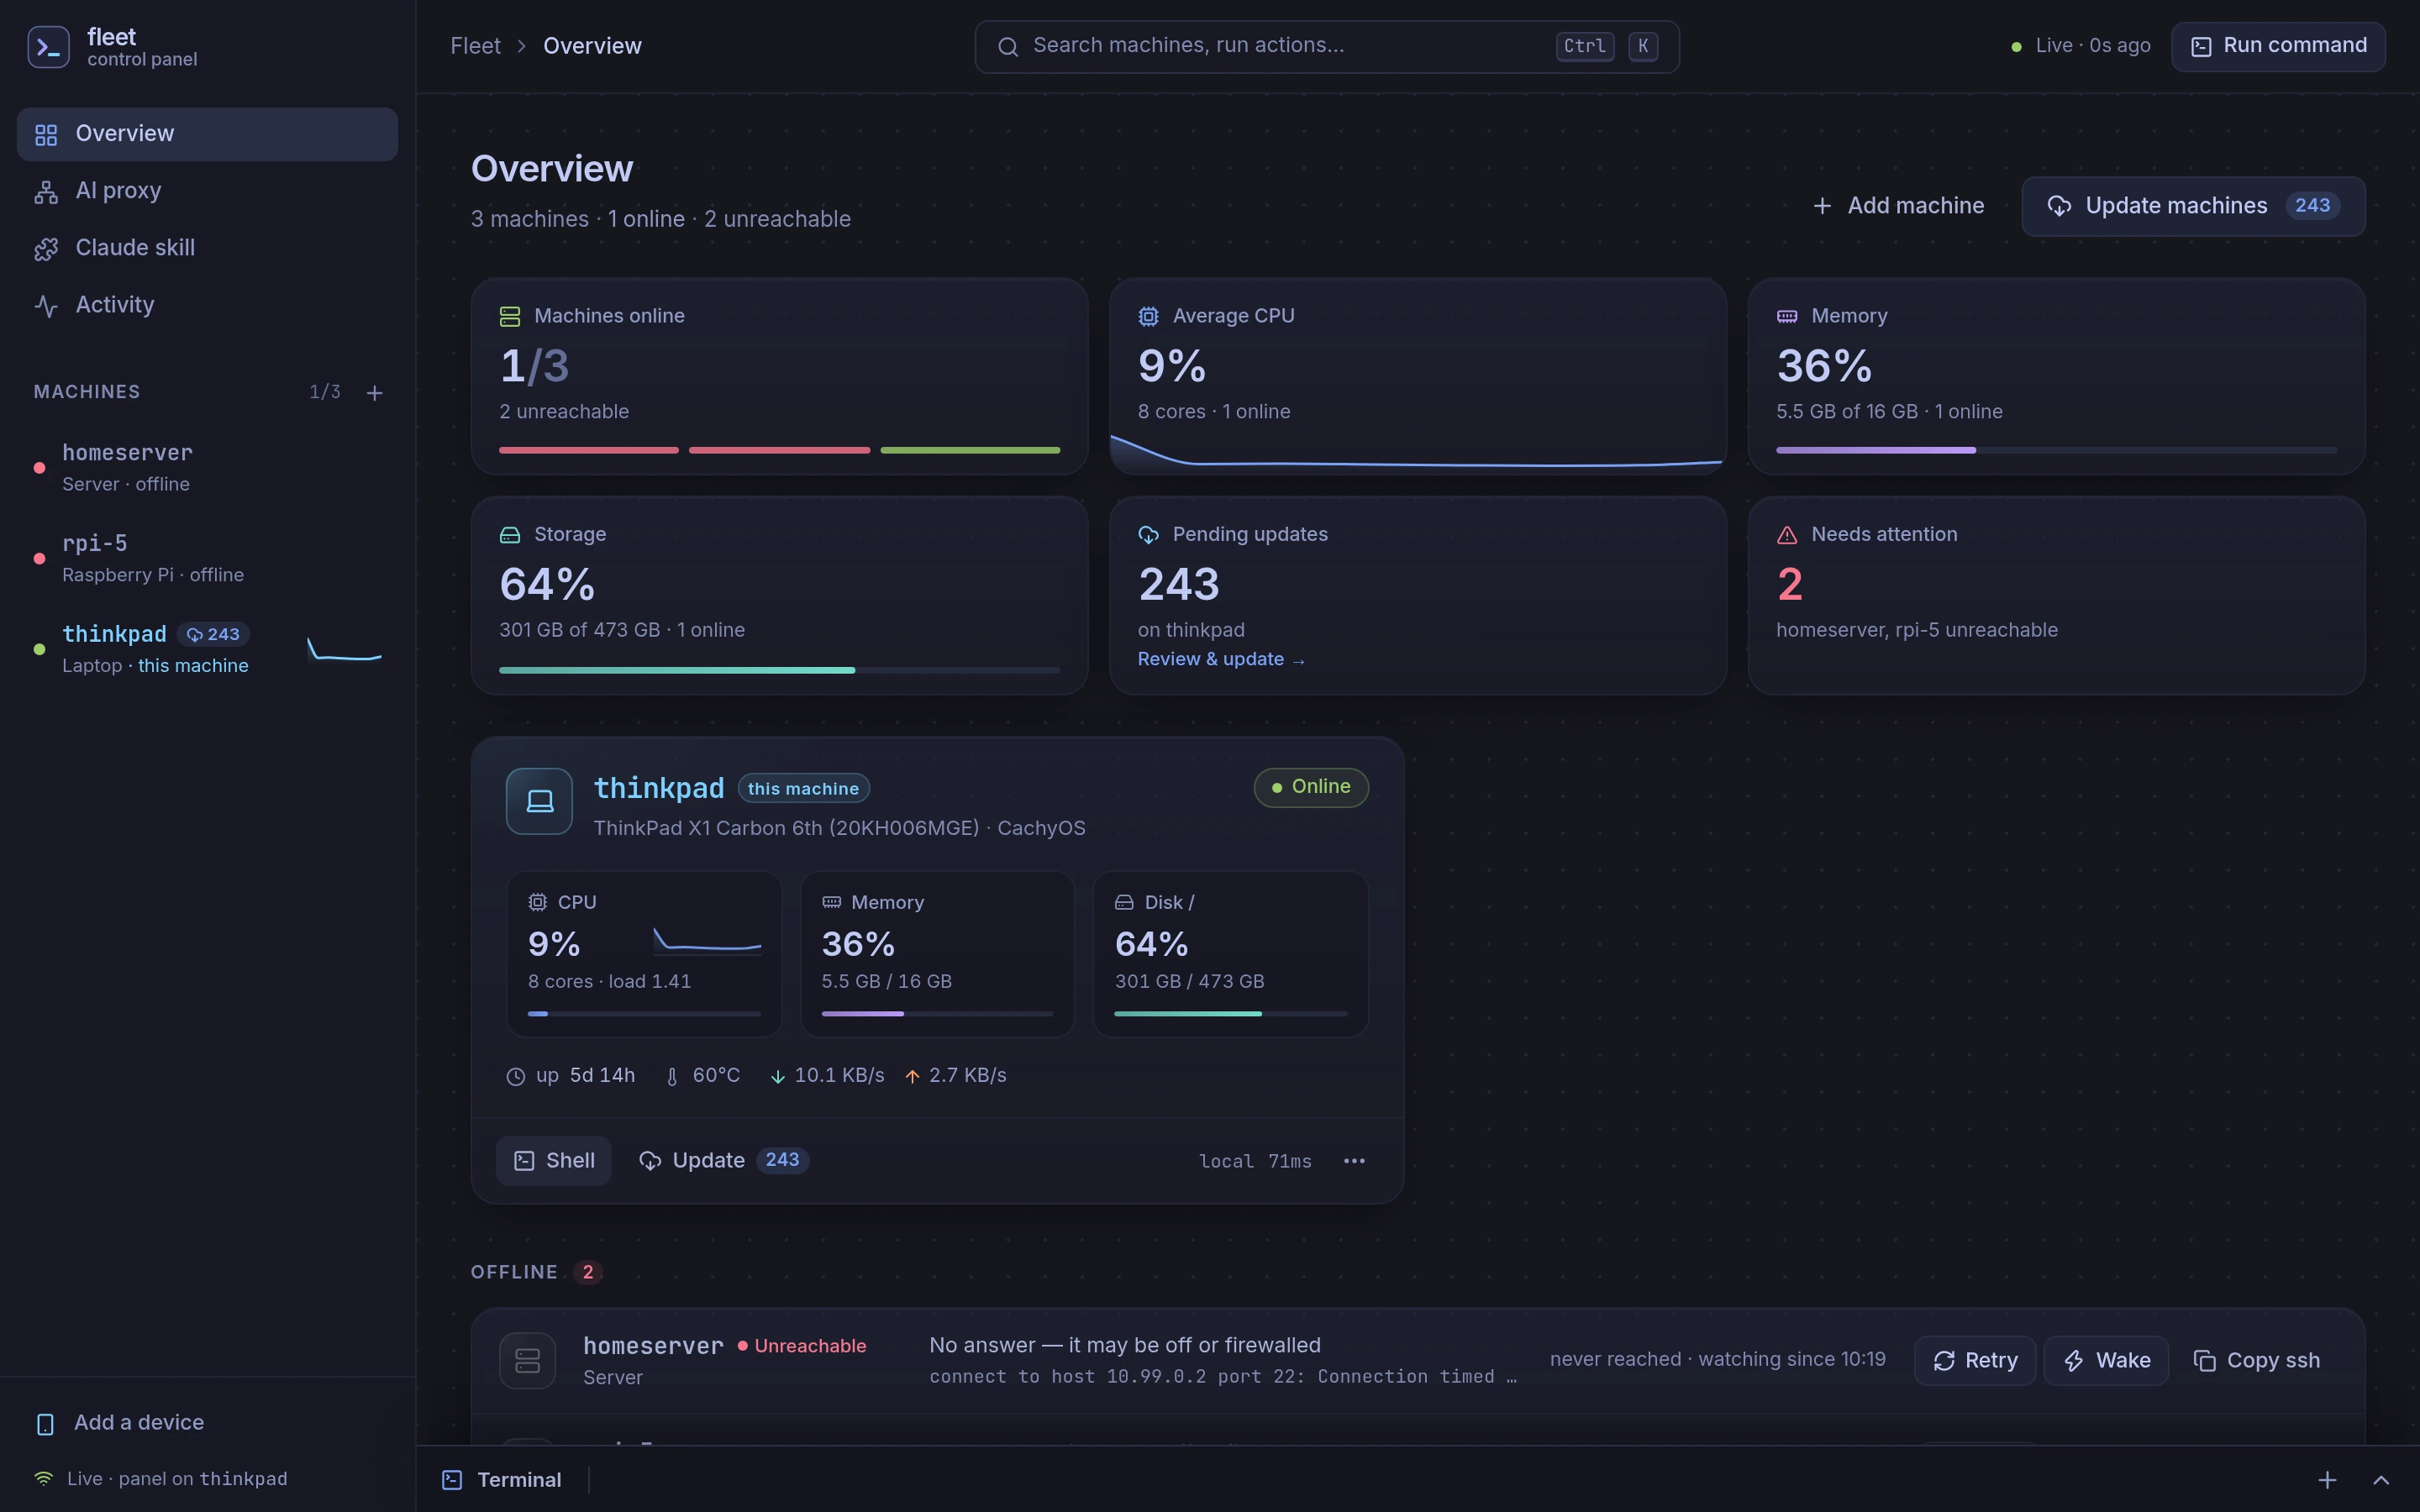 fleet
control panel
Overview
AI proxy
Claude skill
Activity
MACHINES 1/3
homeserver
Server · offline
rpi-5
Raspberry Pi · offline
thinkpad 243
Laptop · this machine
Add a device
Live · panel on thinkpad
Fleet > Overview
Search machines, run actions... Ctrl K
Live · 0s ago
Run command
Overview
3 machines · 1 online · 2 unreachable
Add machine
Update machines 243
Machines online
1/3
2 unreachable
Average CPU
9%
8 cores · 1 online
Memory
36%
5.5 GB of 16 GB · 1 online
Storage
64%
301 GB of 473 GB · 1 online
Pending updates
243
on thinkpad
Review & update →
Needs attention
2
homeserver, rpi-5 unreachable
thinkpad this machine
Online
ThinkPad X1 Carbon 6th (20KH006MGE) · CachyOS
CPU
9%
8 cores · load 1.41
Memory
36%
5.5 GB / 16 GB
Disk /
64%
301 GB / 473 GB
up 5d 14h 60°C 10.1 KB/s 2.7 KB/s
Shell
Update 243
local 71ms
OFFLINE 2
homeserver Unreachable
Server
No answer — it may be off or firewalled
connect to host 10.99.0.2 port 22: Connection timed …
never reached · watching since 10:19
Retry
Wake
Copy ssh
Terminal